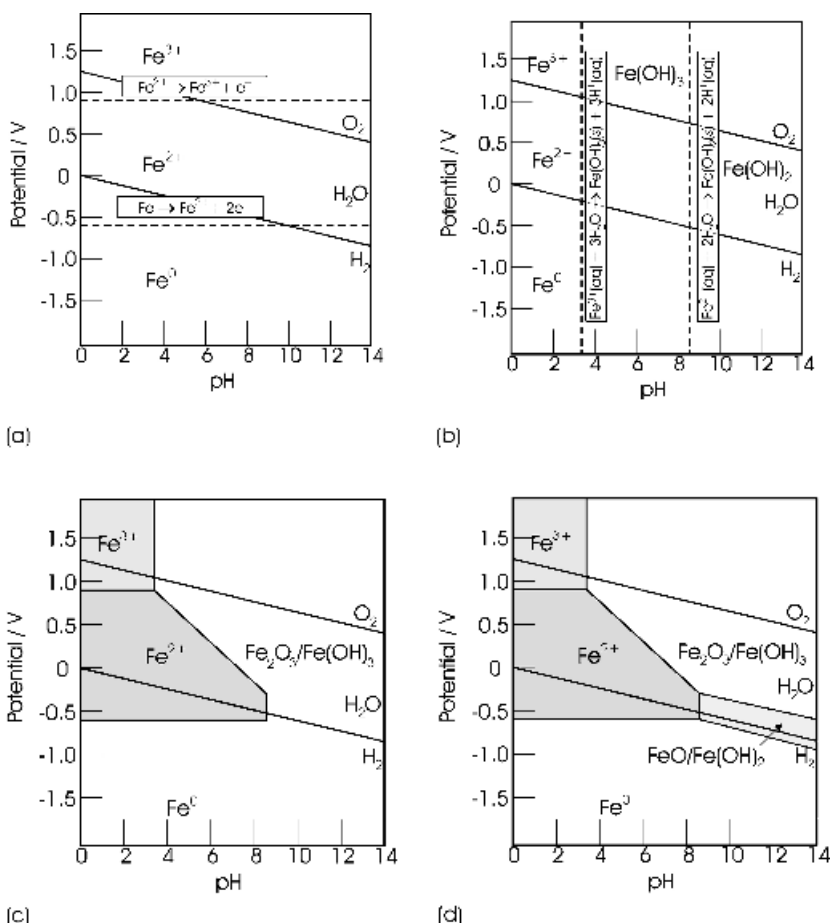 Fe³⁺
1.5
1.0
0.5
0
-0.5
-1.0
-1.5
Potential / V
O₂
Fe²⁺
H₂O
Fe → Fe²⁺ + 2e
H₂
Fe⁰
0 2 4 6 8 10 12 14
pH
(a)
Fe³⁺
Fe(OH)₃
1.5
1.0
0.5
0
-0.5
-1.0
-1.5
Potential / V
O₂
Fe(OH)₂
H₂O
H₂
Fe⁰
0 2 4 6 8 10 12 14
pH
(b)
Fe³⁺
1.5
1.0
0.5
0
-0.5
-1.0
-1.5
Potential / V
O₂
Fe²⁺
Fe₂O₃/Fe(OH)₃
H₂O
H₂
Fe⁰
0 2 4 6 8 10 12 14
pH
(c)
Fe³⁺
1.5
1.0
0.5
0
-0.5
-1.0
-1.5
Potential / V
O₂
Fe₂O₃/Fe(OH)₃
H₂O
FeO/Fe(OH)₂
H₂
0 2 4 6 8 10 12 14
pH
(d)